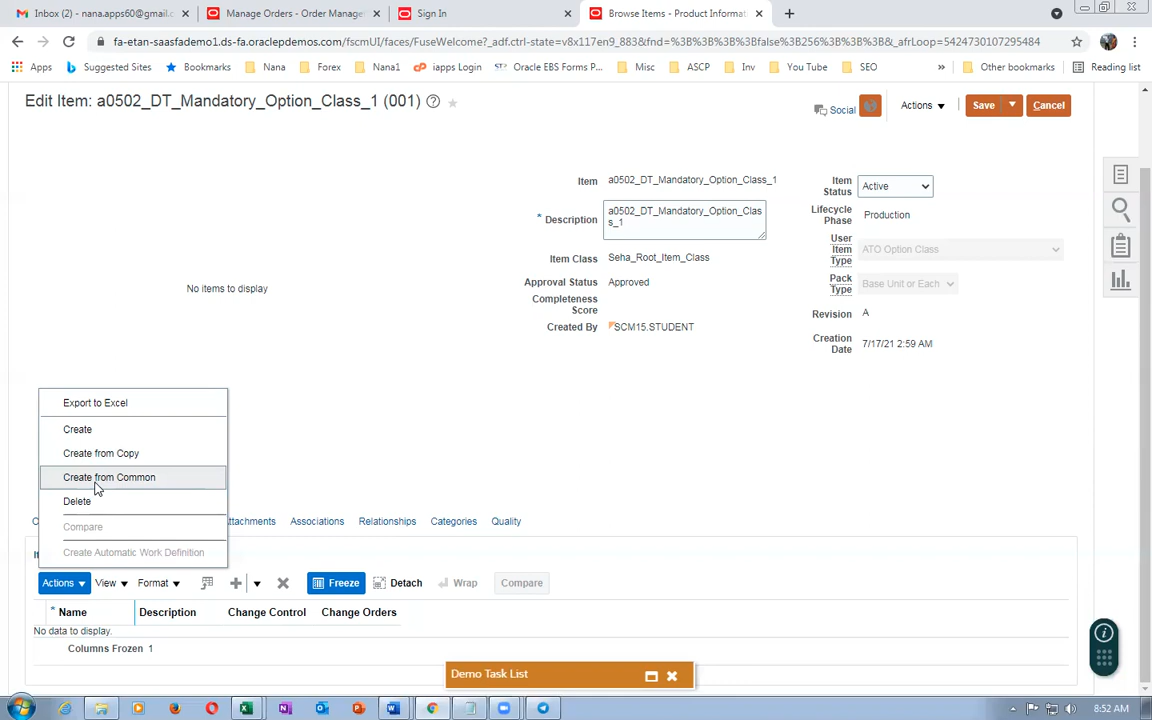 Inbox (2) - nana.apps60@gmail.c
Manage Orders - Order Manage
Sign In
Browse Items - Product Informati
fa-etan-saasfademo1.ds-fa.oraclepdemos.com/fscmUI/faces/FuseWelcome?_adf.ctrl-state=v8x117en9_883&fnd=%3B%3B%3B%3Bfalse%3B256%3B%3B%3B&_afrLoop=5424730107295484
Apps
Suggested Sites
Bookmarks
Nana
Forex
Nana1
iapps Login
Oracle EBS Forms P...
Misc
ASCP
Inv
You Tube
SEO
»
Other bookmarks
Reading list
Edit Item: a0502_DT_Mandatory_Option_Class_1 (001)
Social
Actions
Save
Cancel
Item a0502_DT_Mandatory_Option_Class_1
* Description a0502_DT_Mandatory_Option_Clas
s_1
Item Class Seha_Root_Item_Class
Approval Status Approved
Completeness
Score
Created By SCM15.STUDENT
Item
Status
Active
Lifecycle
Phase
Production
User
Item
Type
ATO Option Class
Pack
Type
Base Unit or Each
Revision A
Creation
Date
7/17/21 2:59 AM
No items to display
Export to Excel
Create
Create from Copy
Create from Common
Delete
Compare
Create Automatic Work Definition
ttachments
Associations
Relationships
Categories
Quality
Actions
View
Format
Freeze
Detach
Wrap
Compare
* Name
Description
Change Control
Change Orders
No data to display.
Columns Frozen 1
Demo Task List
8:52 AM